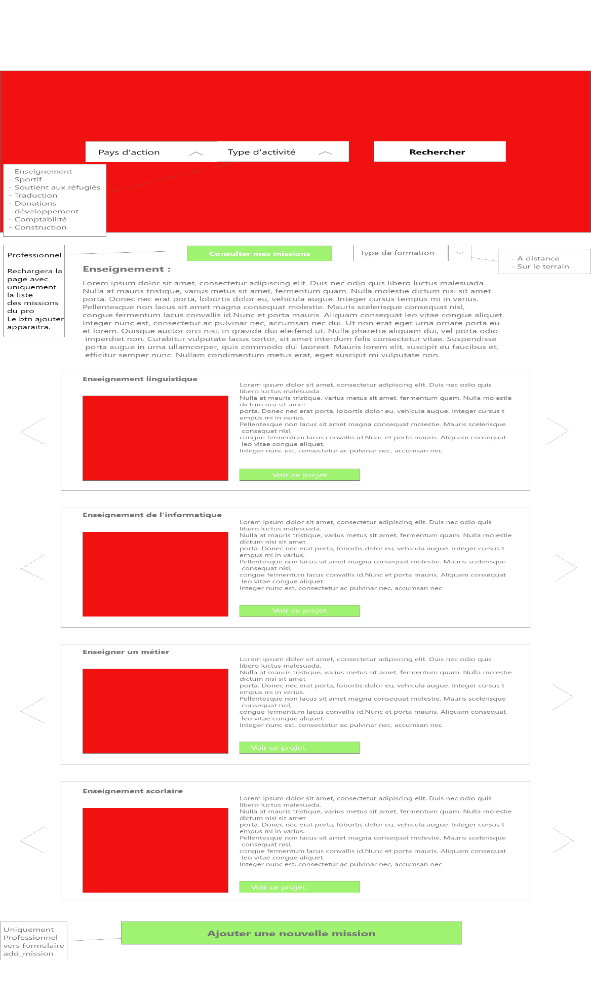 Pays d'action
Type d'activité
Rechercher
- Enseignement
- Sportif
- Soutient aux réfugiés
- Traduction
- Donations
- développement
- Comptabilité
- Construction
Professionnel
Rechargera la
page avec
uniquement
la liste
des missions
du pro
Le btn ajouter
apparaitra.
Consulter mes missions
Type de formation
- A distance
- Sur le terrain
Enseignement :
Lorem ipsum dolor sit amet, consectetur adipiscing elit. Duis nec odio quis libero luctus malesuada.
Nulla at mauris tristique, varius metus sit amet, fermentum quam. Nulla molestie dictum nisi sit amet
porta. Donec nec erat porta, lobortis dolor eu, vehicula augue. Integer cursus tempus mi in varius.
Pellentesque non lacus sit amet magna consequat molestie. Mauris scelerisque consequat nisl,
congue fermentum lacus convallis id.Nunc et porta mauris. Aliquam consequat leo vitae congue aliquet.
Integer nunc est, consectetur ac pulvinar nec, accumsan nec dui. Ut non erat eget urna ornare porta eu
et lorem. Quisque auctor orci nisi, in gravida dui eleifend ut. Nulla pharetra aliquam dui, vel porta odio
imperdiet non. Curabitur vulputate lacus tortor, sit amet interdum felis consectetur vitae. Suspendisse
porta augue in urna ullamcorper, quis commodo dui laoreet. Mauris lorem elit, suscipit eu faucibus et,
efficitur semper nunc. Nullam condimentum metus erat, eget suscipit mi vulputate non.
Enseignement linguistique
Lorem ipsum dolor sit amet, consectetur adipiscing elit. Duis nec odio quis
libero luctus malesuada.
Nulla at mauris tristique, varius metus sit amet, fermentum quam. Nulla molestie
dictum nisi sit amet
porta. Donec nec erat porta, lobortis dolor eu, vehicula augue. Integer cursus t
empus mi in varius.
Pellentesque non lacus sit amet magna consequat molestie. Mauris scelerisque
consequat nisl,
congue fermentum lacus convallis id.Nunc et porta mauris. Aliquam consequat
leo vitae congue aliquet.
Integer nunc est, consectetur ac pulvinar nec, accumsan nec
Voir ce projet
Enseignement de l'informatique
Lorem ipsum dolor sit amet, consectetur adipiscing elit. Duis nec odio quis
libero luctus malesuada.
Nulla at mauris tristique, varius metus sit amet, fermentum quam. Nulla molestie
dictum nisi sit amet
porta. Donec nec erat porta, lobortis dolor eu, vehicula augue. Integer cursus t
empus mi in varius.
Pellentesque non lacus sit amet magna consequat molestie. Mauris scelerisque
consequat nisl,
congue fermentum lacus convallis id.Nunc et porta mauris. Aliquam consequat
leo vitae congue aliquet.
Integer nunc est, consectetur ac pulvinar nec, accumsan nec
Voir ce projet
Enseigner un métier
Lorem ipsum dolor sit amet, consectetur adipiscing elit. Duis nec odio quis
libero luctus malesuada.
Nulla at mauris tristique, varius metus sit amet, fermentum quam. Nulla molestie
dictum nisi sit amet
porta. Donec nec erat porta, lobortis dolor eu, vehicula augue. Integer cursus t
empus mi in varius.
Pellentesque non lacus sit amet magna consequat molestie. Mauris scelerisque
consequat nisl,
congue fermentum lacus convallis id.Nunc et porta mauris. Aliquam consequat
leo vitae congue aliquet.
Integer nunc est, consectetur ac pulvinar nec, accumsan nec
Voir ce projet
Enseignement scorlaire
Lorem ipsum dolor sit amet, consectetur adipiscing elit. Duis nec odio quis
libero luctus malesuada.
Nulla at mauris tristique, varius metus sit amet, fermentum quam. Nulla molestie
dictum nisi sit amet
porta. Donec nec erat porta, lobortis dolor eu, vehicula augue. Integer cursus t
empus mi in varius.
Pellentesque non lacus sit amet magna consequat molestie. Mauris scelerisque
consequat nisl,
congue fermentum lacus convallis id.Nunc et porta mauris. Aliquam consequat
leo vitae congue aliquet.
Integer nunc est, consectetur ac pulvinar nec, accumsan nec
Voir ce projet
Uniquement
Professionnel
vers formulaire
add_mission
Ajouter une nouvelle mission